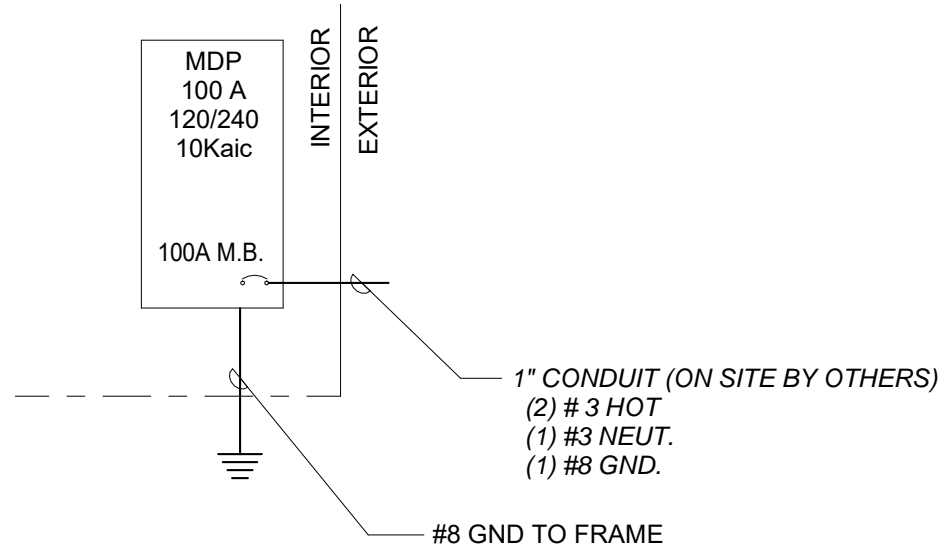 MDP
100 A
120/240
10Kaic
100A M.B.
INTERIOR
EXTERIOR
1" CONDUIT (ON SITE BY OTHERS)
(2) # 3 HOT
(1) #3 NEUT.
(1) #8 GND.
#8 GND TO FRAME